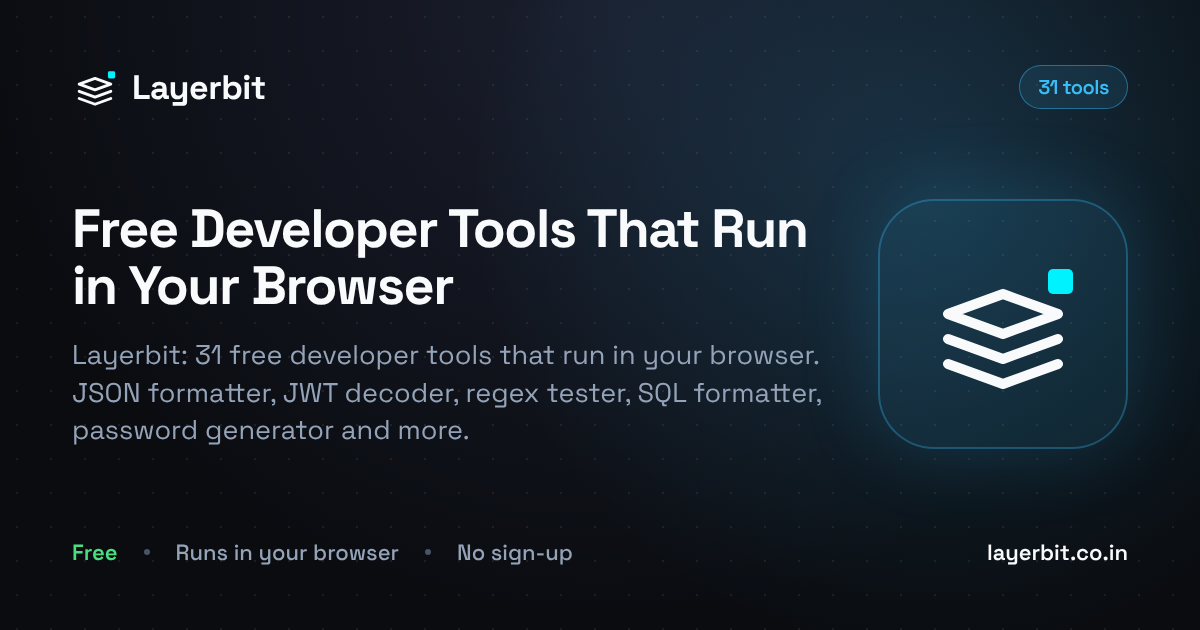 Layerbit
31 tools
Free Developer Tools That Run
in Your Browser
Layerbit: 31 free developer tools that run in your browser.
JSON formatter, JWT decoder, regex tester, SQL formatter,
password generator and more.
Free • Runs in your browser • No sign-up
layerbit.co.in